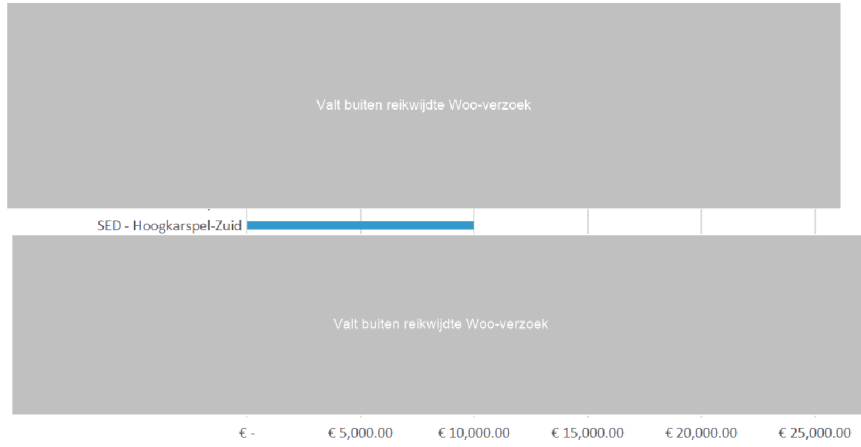 Valt buiten reikwijdte Woo-verzoek
SED - Hoogkarspel-Zuid
Valt buiten reikwijdte Woo-verzoek
€ - € 5,000.00 € 10,000.00 € 15,000.00 € 20,000.00 € 25,000.00